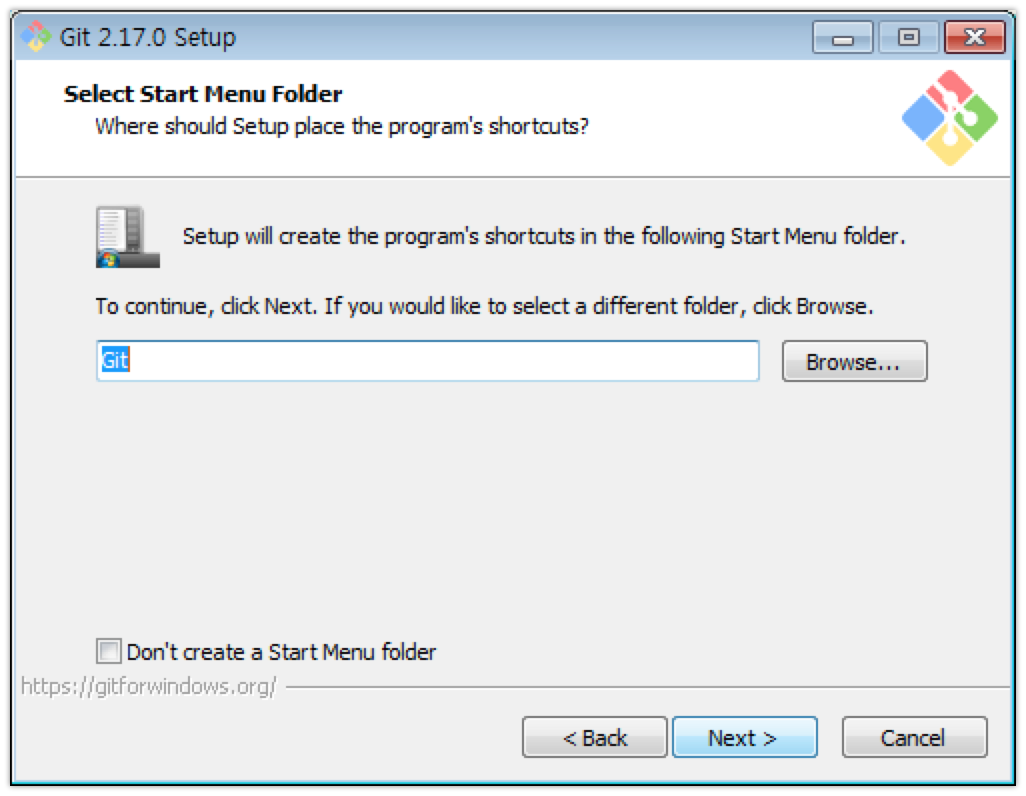 Git 2.17.0 Setup
Select Start Menu Folder
Where should Setup place the program's shortcuts?
Setup will create the program's shortcuts in the following Start Menu folder.
To continue, click Next. If you would like to select a different folder, click Browse.
Git
Browse...
Don't create a Start Menu folder
https://gitforwindows.org/
< Back
Next >
Cancel